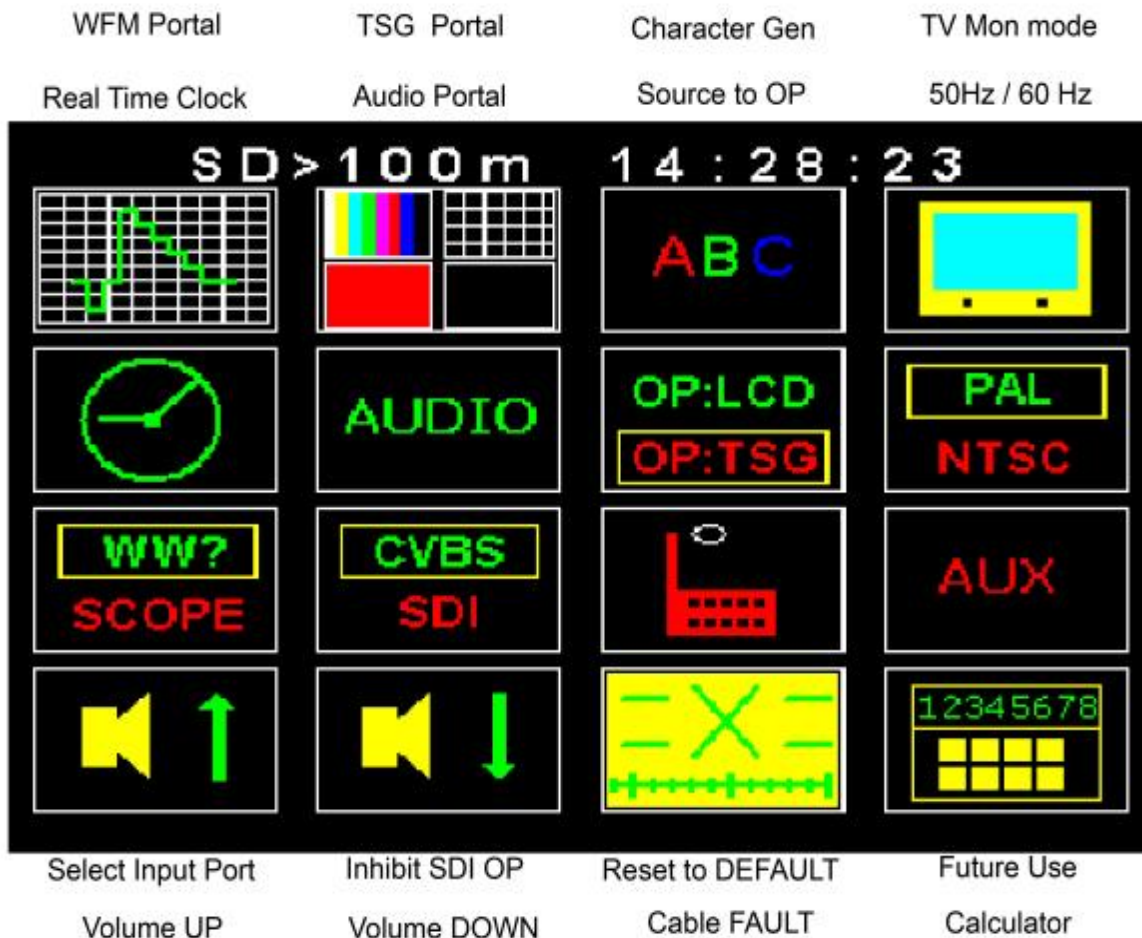 WFM Portal TSG Portal Character Gen TV Mon mode
Real Time Clock Audio Portal Source to OP 50Hz / 60 Hz
SD>100m 14:28:23
ABC
AUDIO OP:LCD PAL
OP:TSG NTSC
WW? CVBS AUX
SCOPE SDI
12345678
Select Input Port Inhibit SDI OP Reset to DEFAULT Future Use
Volume UP Volume DOWN Cable FAULT Calculator